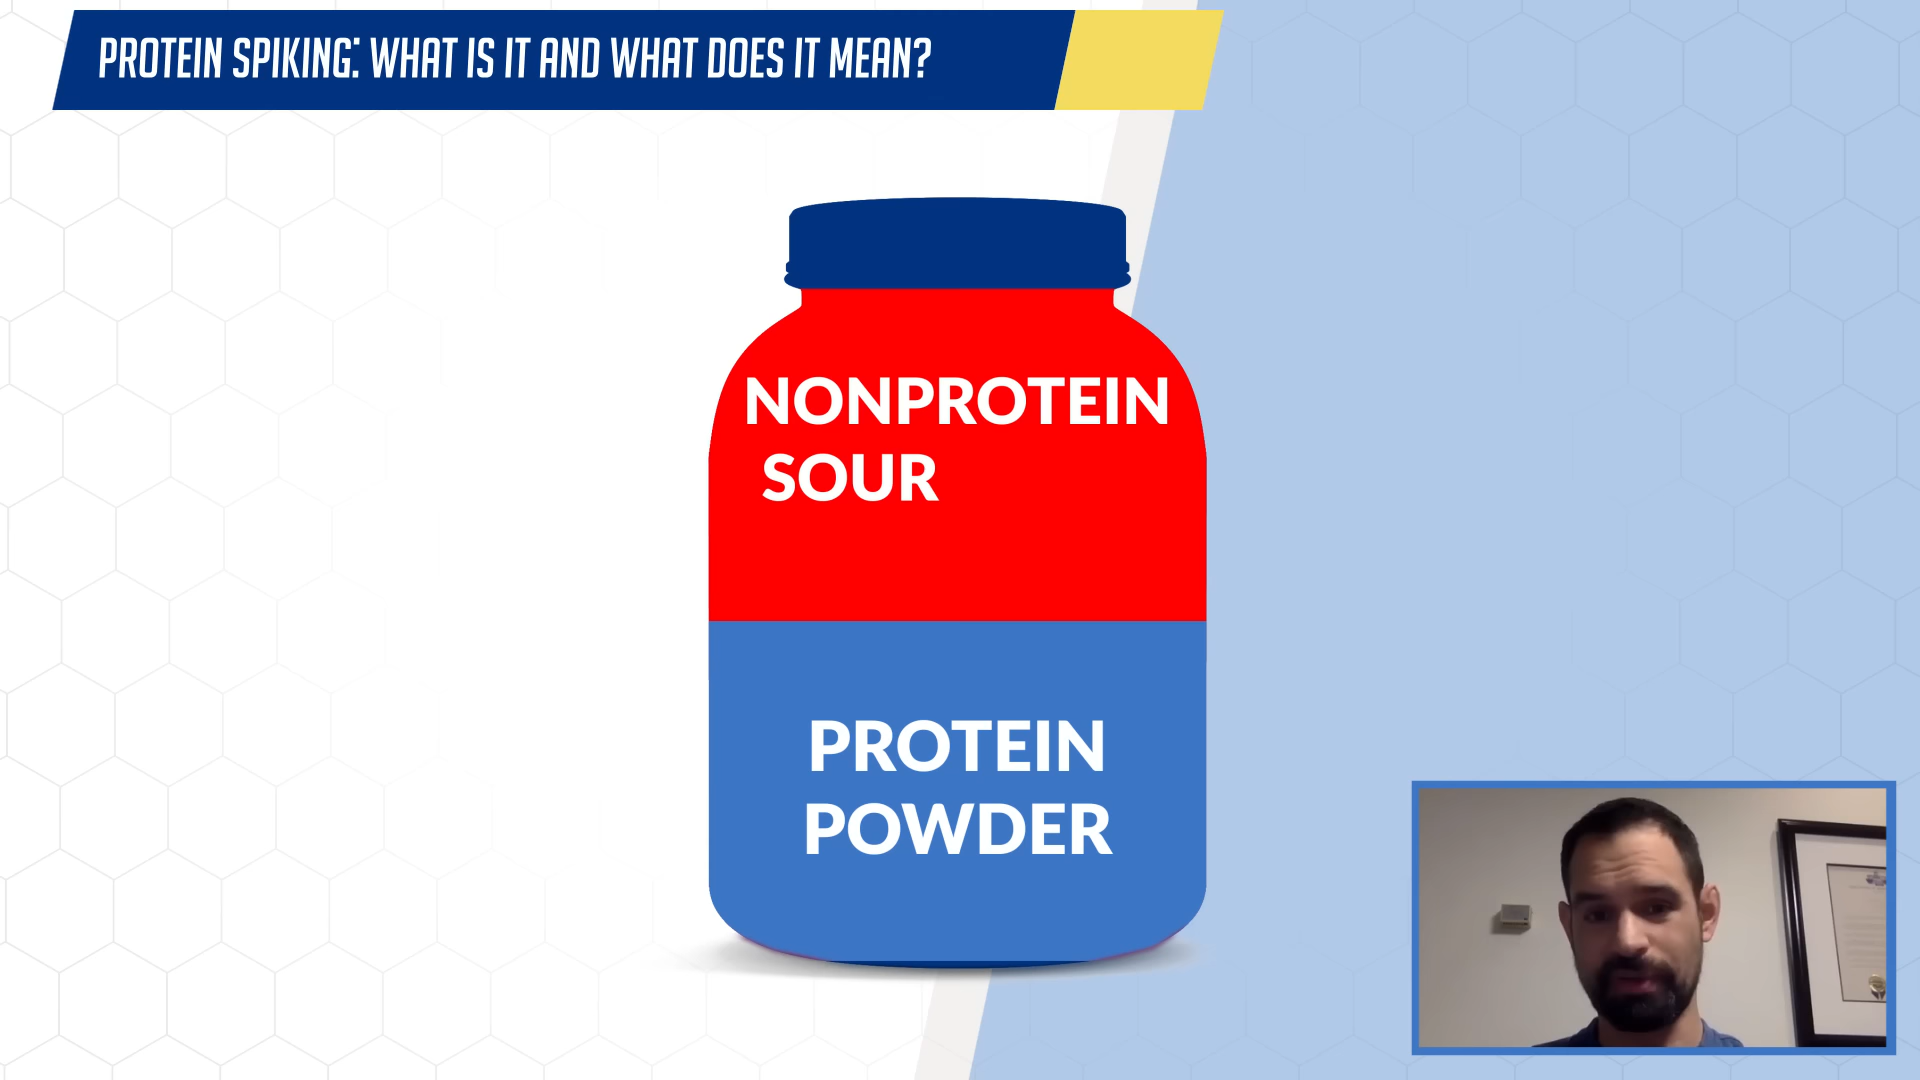 PROTEIN SPIKING: WHAT IS IT AND WHAT DOES IT MEAN?
NONPROTEIN
SOUR
PROTEIN
POWDER